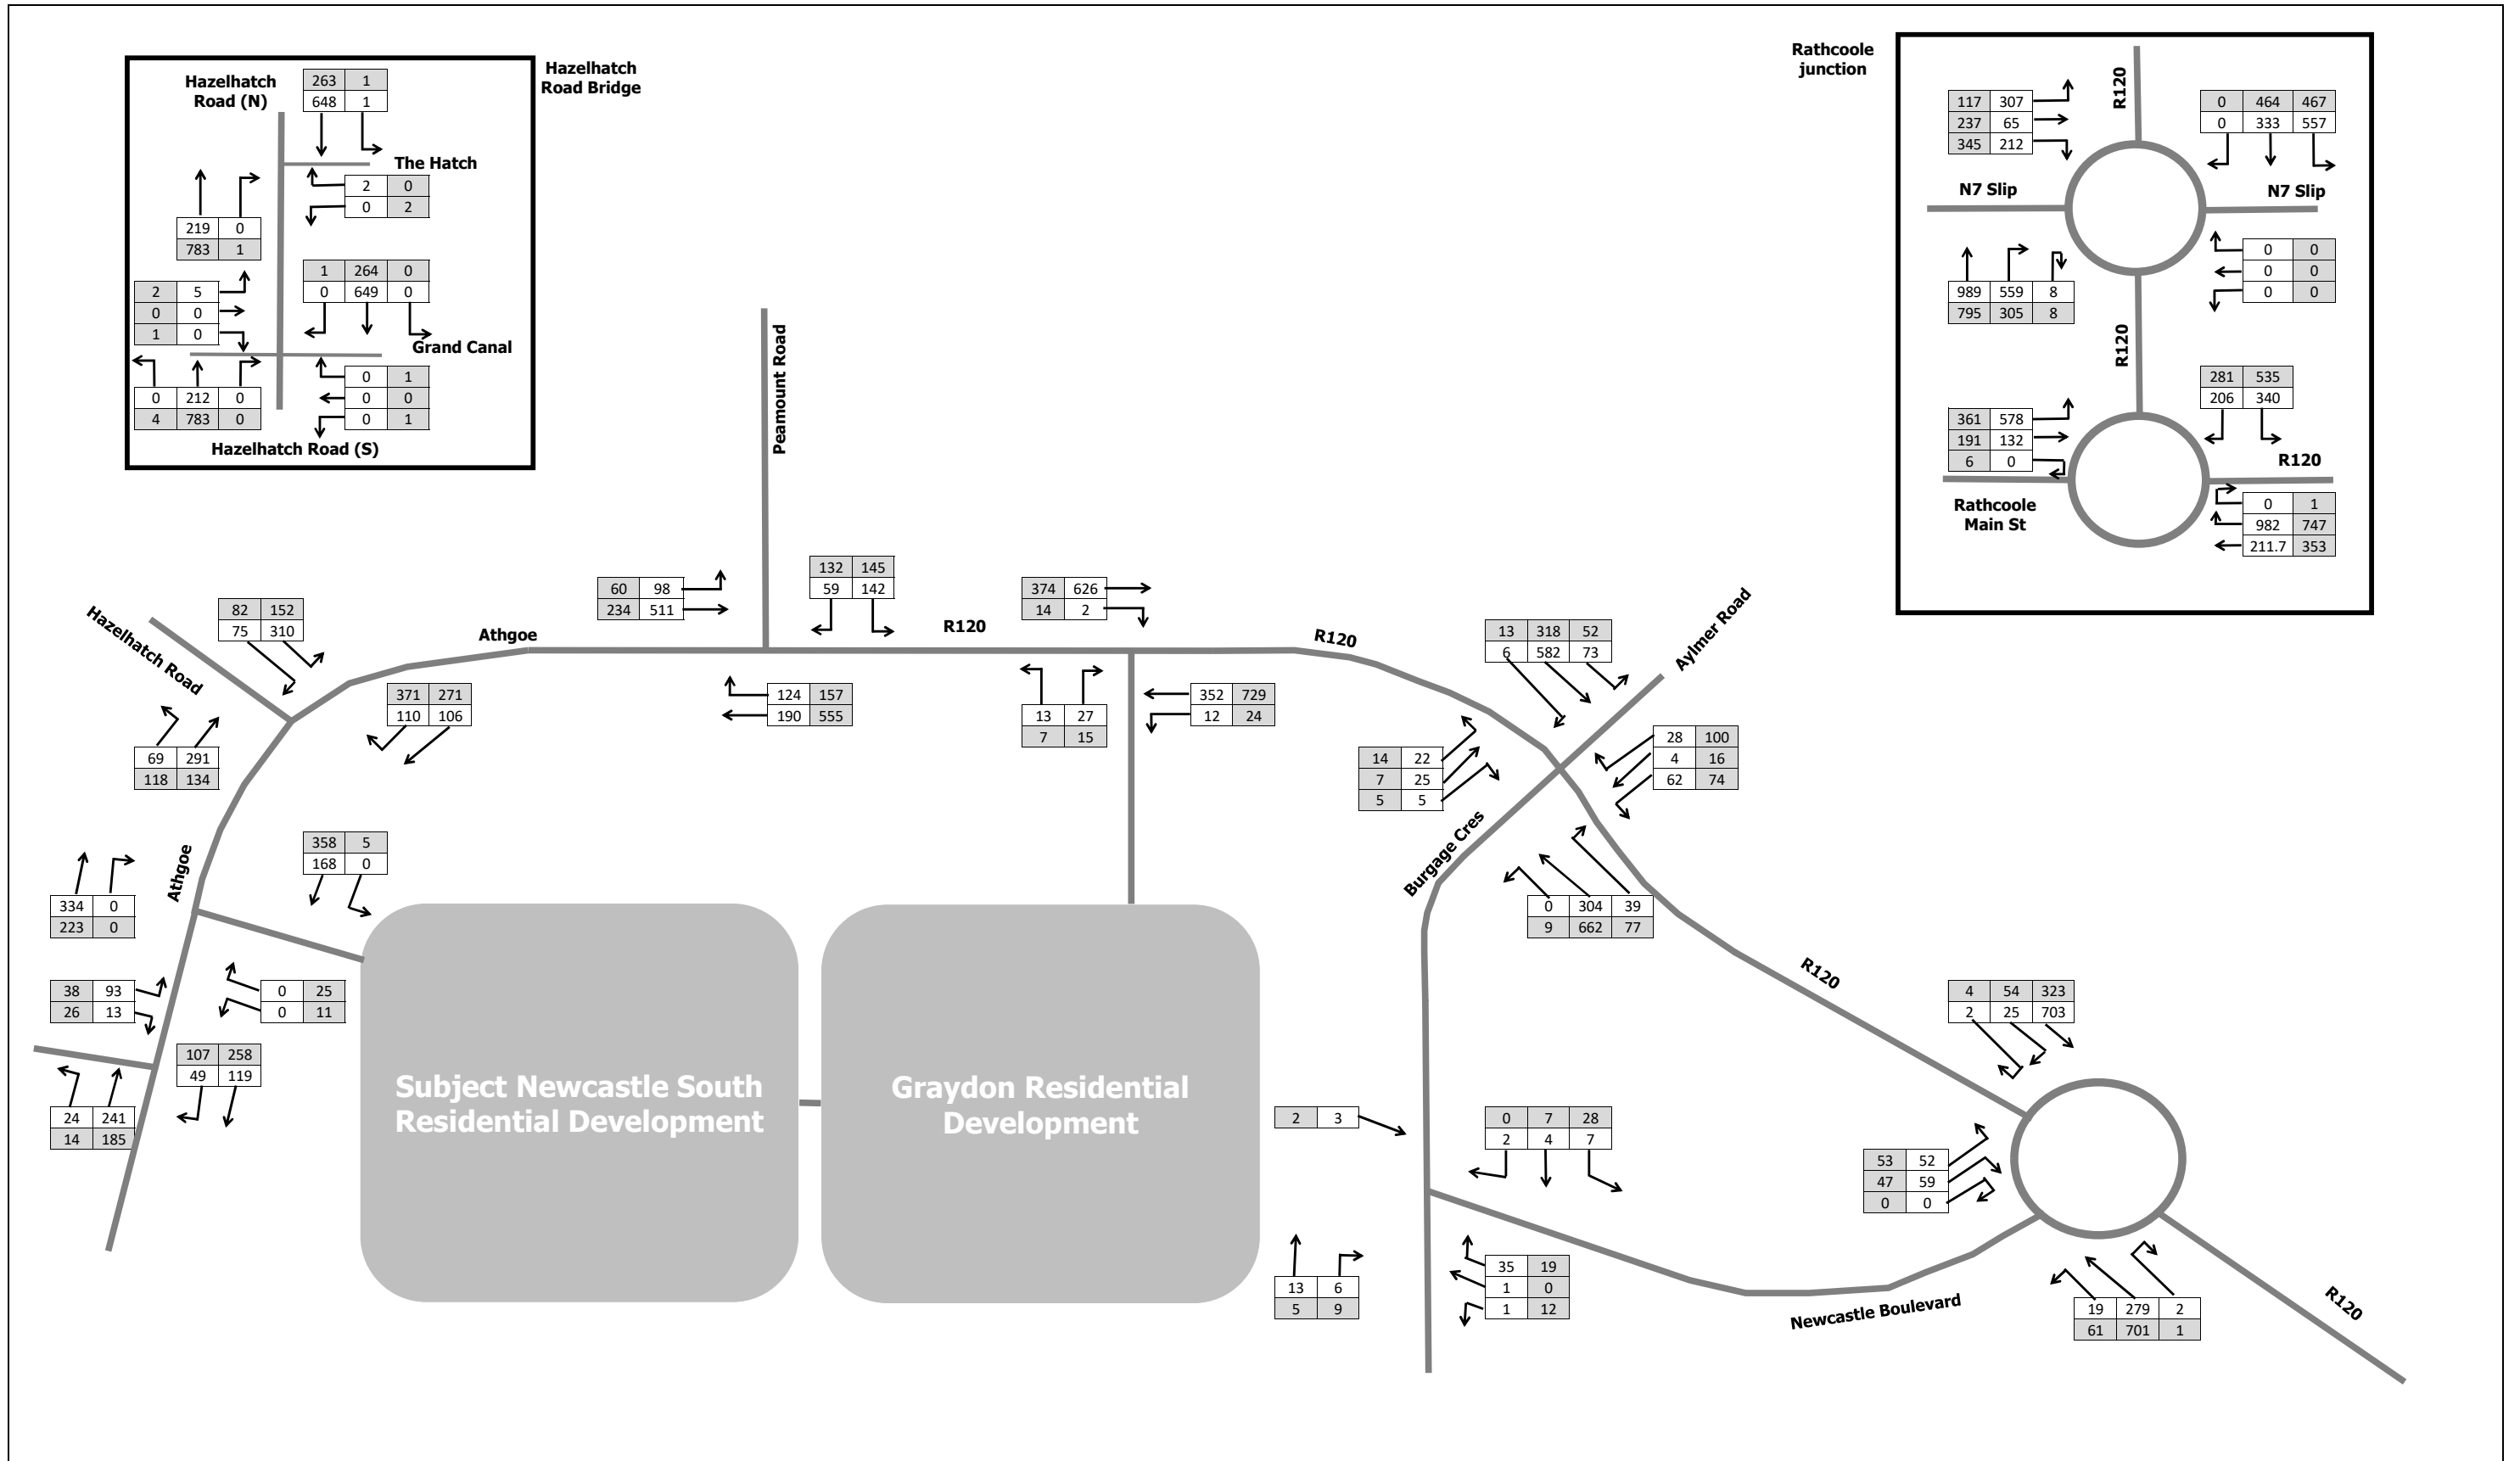 Hazelhatch
Road Bridge
Hazelhatch
Road (N)
263 1
648 1
The Hatch
2 0
0 2
219 0
783 1
2 5
0 0
1 0
1 264 0
0 649 0
Grand Canal
0 212 0
4 783 0
0 1
0 0
0 1
Hazelhatch Road (S)
Rathcoole
junction
R120
117 307
237 65
345 212
0 464 467
0 333 557
N7 Slip
N7 Slip
989 559 8
795 305 8
0 0
0 0
0 0
R120
281 535
206 340
361 578
191 132
6 0
R120
Rathcoole
Main St
0 1
982 747
211.7 353
Peamount Road
Hazelhatch Road
82 152
75 310
Athgoe
60 98
234 511
132 145
59 142
R120
374 626
14 2
R120
13 318 52
6 582 73
Aylmer Road
69 291
118 134
371 271
110 106
124 157
190 555
13 27
7 15
352 729
12 24
14 22
7 25
5 5
28 100
4 16
62 74
Burgage Cres
0 304 39
9 662 77
Athgoe
358 5
168 0
334 0
223 0
38 93
26 13
0 25
0 11
107 258
49 119
24 241
14 185
Subject Newcastle South
Residential Development
Graydon Residential
Development
R120
4 54 323
2 25 703
2 3
0 7 28
2 4 7
53 52
47 59
0 0
13 6
5 9
35 19
1 0
1 12
Newcastle Boulevard
19 279 2
61 701 1
R120